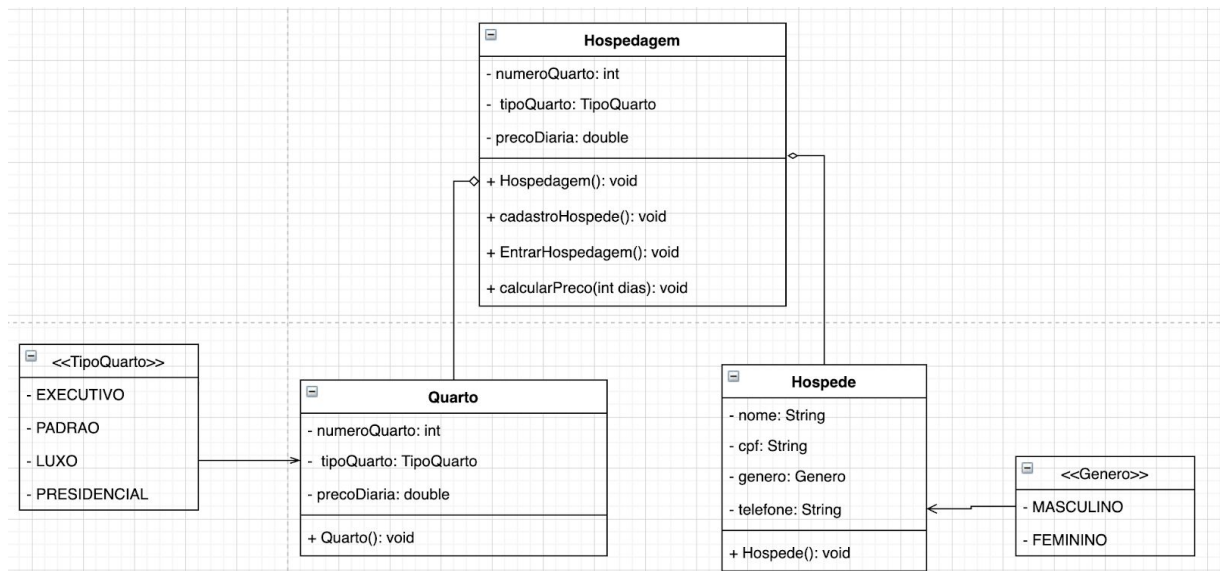 Hospedagem
- numeroQuarto: int
- tipoQuarto: TipoQuarto
- precoDiaria: double
+ Hospedagem(): void
+ cadastroHospede(): void
+ EntrarHospedagem(): void
+ calcularPreco(int dias): void
<<TipoQuarto>>
- EXECUTIVO
- PADRAO
- LUXO
- PRESIDENCIAL
Quarto
- numeroQuarto: int
- tipoQuarto: TipoQuarto
- precoDiaria: double
+ Quarto(): void
Hospede
- nome: String
- cpf: String
- genero: Genero
- telefone: String
+ Hospede(): void
<<Genero>>
- MASCULINO
- FEMININO